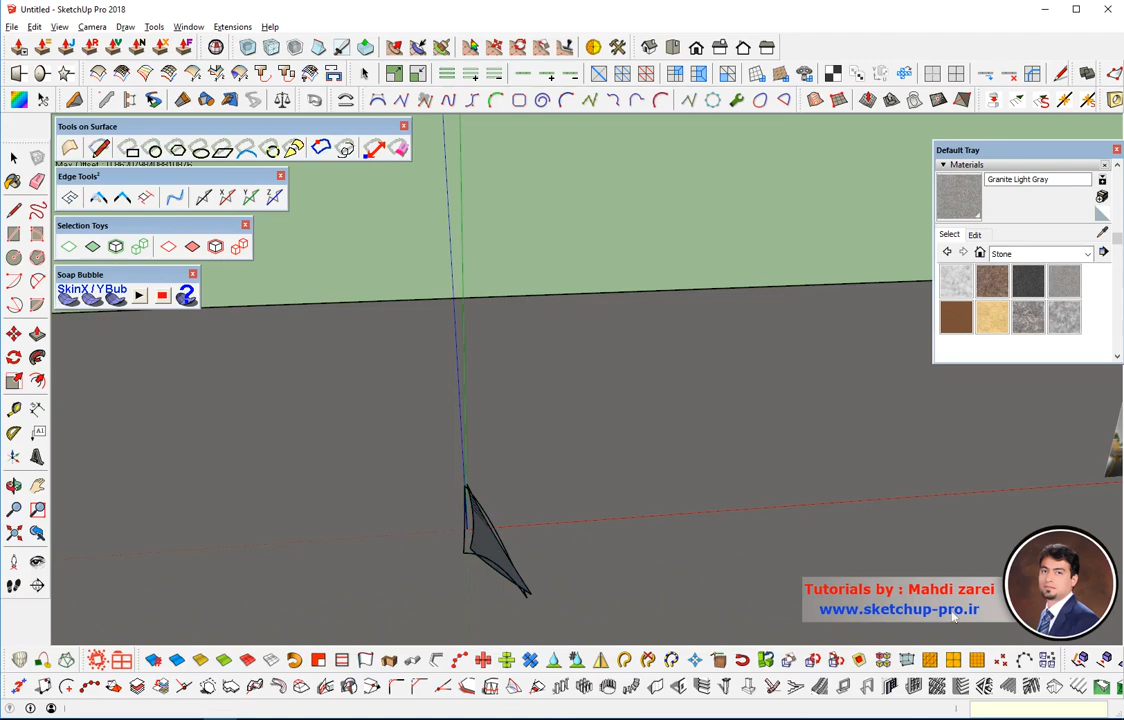 Untitled - SketchUp Pro 2018
File Edit View Camera Draw Tools Window Extensions Help
Tools on Surface
Edge Tools²
Selection Toys
Soap Bubble
Skin X / Y Bub
Default Tray
Materials
Granite Light Gray
Select Edit
Stone
Tutorials by : Mahdi zarei
www.sketchup-pro.ir